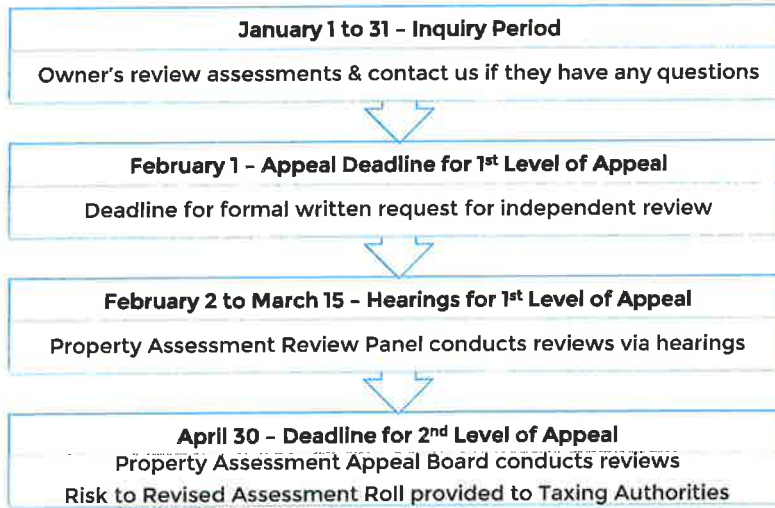 January 1 to 31 – Inquiry Period
Owner's review assessments & contact us if they have any questions
February 1 – Appeal Deadline for 1st Level of Appeal
Deadline for formal written request for independent review
February 2 to March 15 – Hearings for 1st Level of Appeal
Property Assessment Review Panel conducts reviews via hearings
April 30 – Deadline for 2nd Level of Appeal
Property Assessment Appeal Board conducts reviews
Risk to Revised Assessment Roll provided to Taxing Authorities